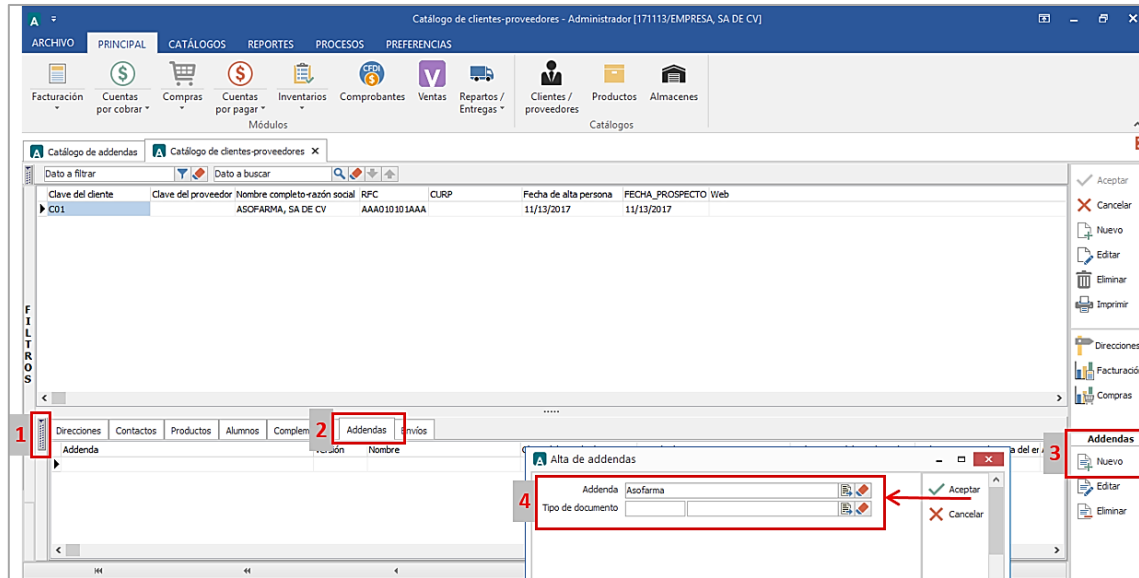 Catálogo de clientes-proveedores - Administrador [171113/EMPRESA, SA DE CV]
ARCHIVO PRINCIPAL CATÁLOGOS REPORTES PROCESOS PREFERENCIAS
Facturación Cuentas por cobrar Compras Cuentas por pagar Inventarios Comprobantes Ventas Repartos / Entregas Clientes / proveedores Productos Almacenes
CFDI
Módulos Catálogos
Catálogo de addendas Catálogo de clientes-proveedores
Dato a filtrar Dato a buscar
Clave del cliente Clave del proveedor Nombre completo-razón social RFC CURP Fecha de alta persona FECHA_PROSPECTO Web
C01 ASOFARMA, SA DE CV AAA010101AAA 11/13/2017 11/13/2017
Aceptar
Cancelar
Nuevo
Editar
Eliminar
Imprimir
Direcciones
Facturació
Compras
FILTROS
1
2
Direcciones Contactos Productos Alumnos Complem Addendas Envíos
Addenda Versión Nombre
3
Addendas
Nuevo
Editar
Eliminar
Alta de addendas
4
Addenda Asofarma
Tipo de documento
Aceptar
Cancelar